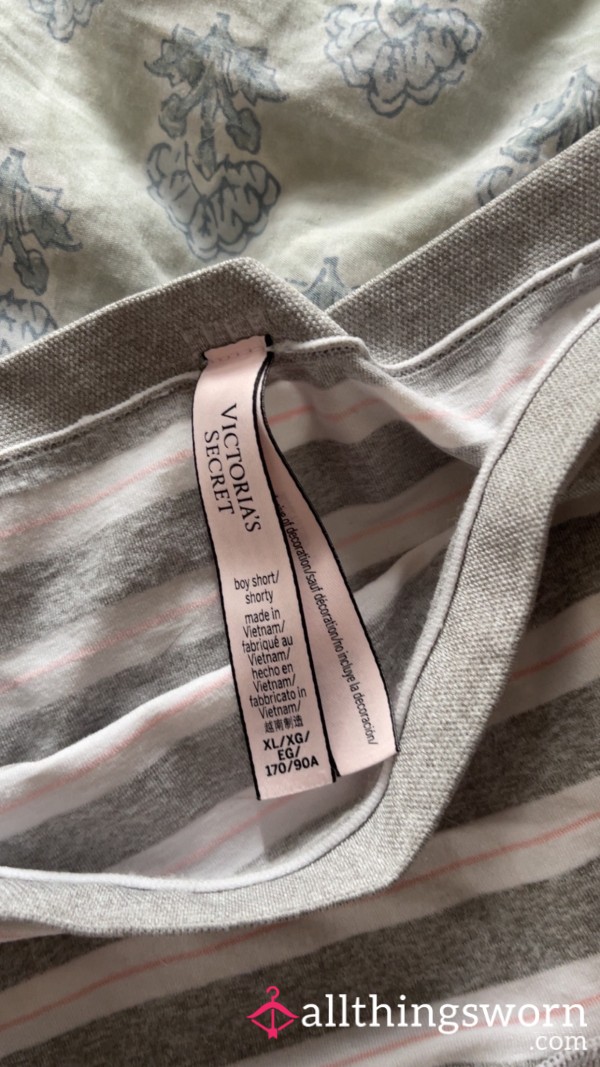 VICTORIA'S
SECRET
boy short/
shorty
made in
Vietnam/
fabriqué au
Vietnam/
hecho en
Vietnam/
fabbricato in
Vietnam/
越南制造
XL/XG/
EG/
170/90A
of decoration/sauf décoration/no incluye la decoración/
allthingsworn
.com